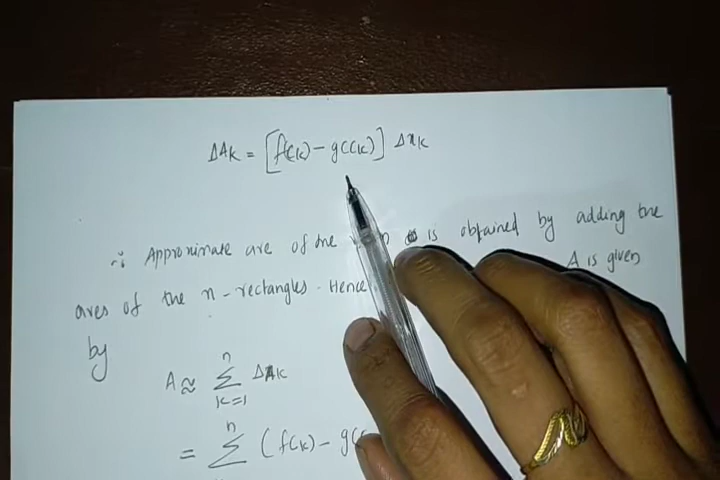 ΔAk = [f(ck) - g(ck)] Δxk
∴ Approximate are of the is obtained by adding the
ares of the n - rectangles. Hence A is given
by
A ≈ n Σ k=1 ΔAk
= n Σ (f(ck) - g(